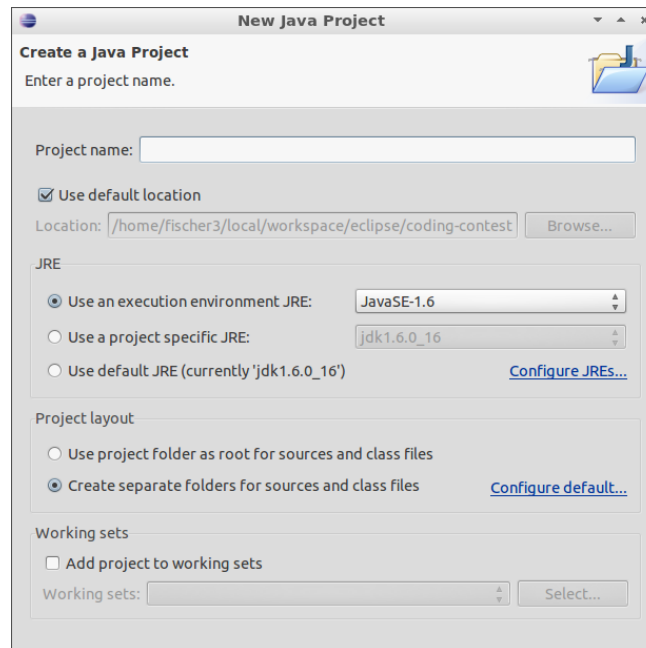 New Java Project
Create a Java Project
Enter a project name.
Project name:
Use default location
Location: /home/fischer3/local/workspace/eclipse/coding-contest Browse...
JRE
Use an execution environment JRE: JavaSE-1.6
Use a project specific JRE: jdk1.6.0_16
Use default JRE (currently 'jdk1.6.0_16') Configure JREs...
Project layout
Use project folder as root for sources and class files
Create separate folders for sources and class files Configure default...
Working sets
Add project to working sets
Working sets: Select...